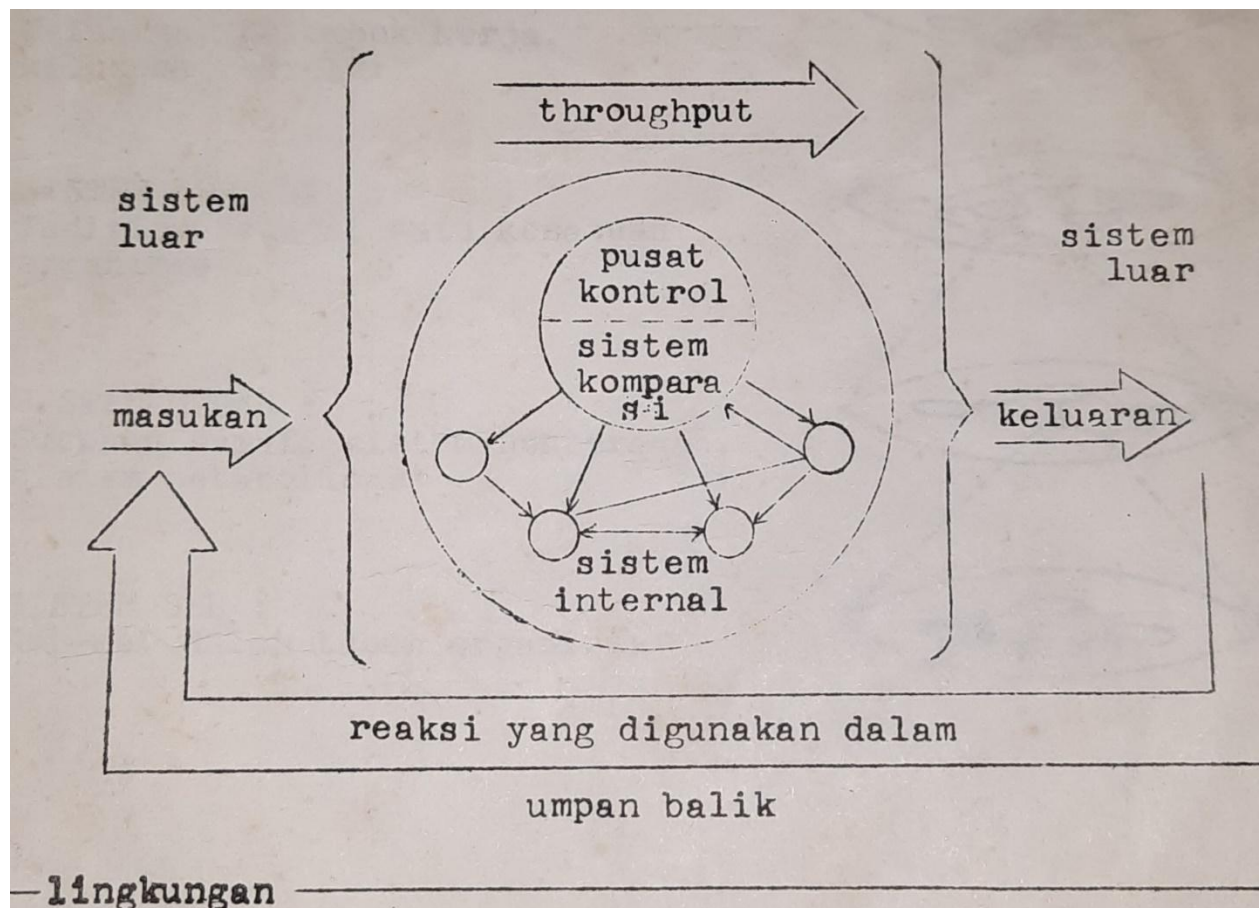 throughput
sistem
luar
pusat
kontrol
sistem
kompara
si
sistem
luar
masukan
keluaran
sistem
internal
reaksi yang digunakan dalam
umpan balik
lingkungan